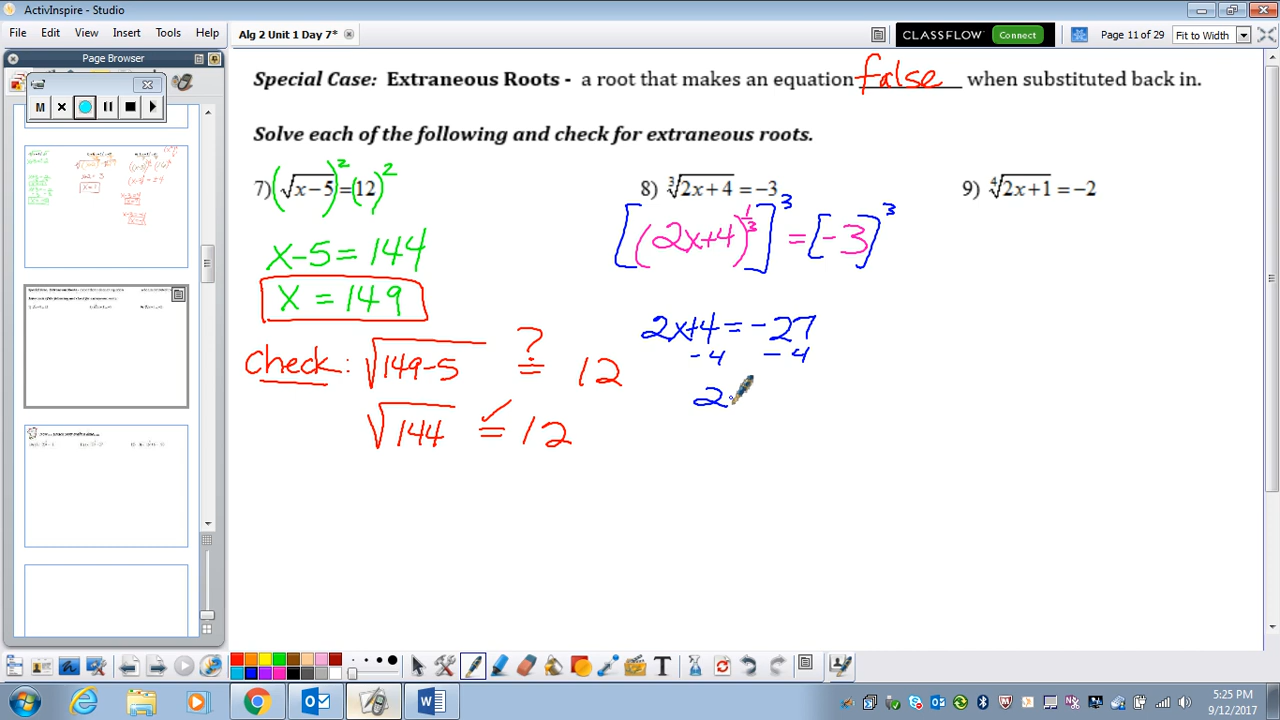 ActivInspire - Studio
File Edit View Insert Tools Help
Alg 2 Unit 1 Day 7*
CLASSFLOW Connect
Page 11 of 29
Fit to Width
Page Browser
Special Case: Extraneous Roots - a root that makes an equation false when substituted back in.
Solve each of the following and check for extraneous roots.
7) (√x−5)² = (12)²
x−5 = 144
x = 149
Check: √149−5 ≟ 12
√144 = ✓ 12
8) ∛2x+4 = −3
[(2x+4)^1/3]³ = [−3]³
2x+4 = −27
−4 −4
2
9) ∜2x+1 = −2
5:25 PM
9/12/2017